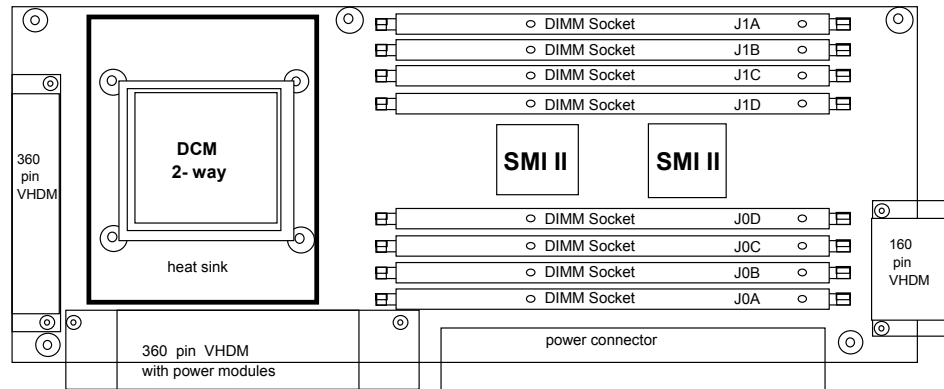 DIMM Socket J1A
DIMM Socket J1B
DIMM Socket J1C
DIMM Socket J1D
360
pin
VHDM
DCM
2- way
heat sink
SMI II
SMI II
DIMM Socket J0D
DIMM Socket J0C
DIMM Socket J0B
DIMM Socket J0A
160
pin
VHDM
360 pin VHDM
with power modules
power connector